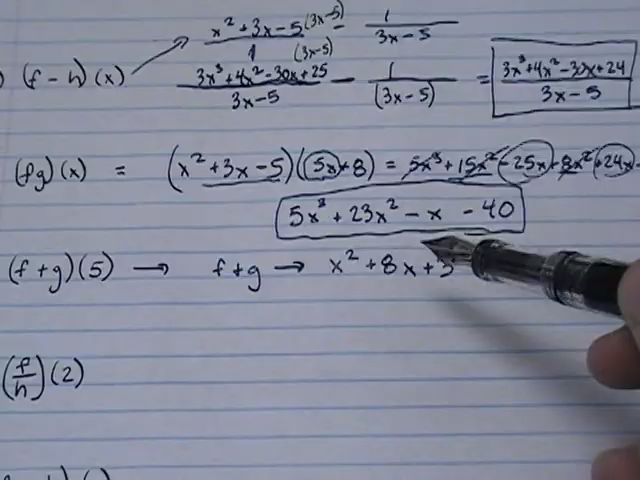 x² + 3x - 5 (3x-5) / 1 (3x-5) - 1 / 3x - 5
(f - h)(x) → 3x³ + 4x² - 30x + 25 / 3x - 5 - 1 / (3x - 5) = 3x³ + 4x² - 30x + 24 / 3x - 5
(fg)(x) = (x² + 3x - 5)(5x + 8) = 5x³ + 15x² - 25x + 8x² + 24x -
5x³ + 23x² - x - 40
(f + g)(5) → f + g → x² + 8x + 3
(f/h)(2)